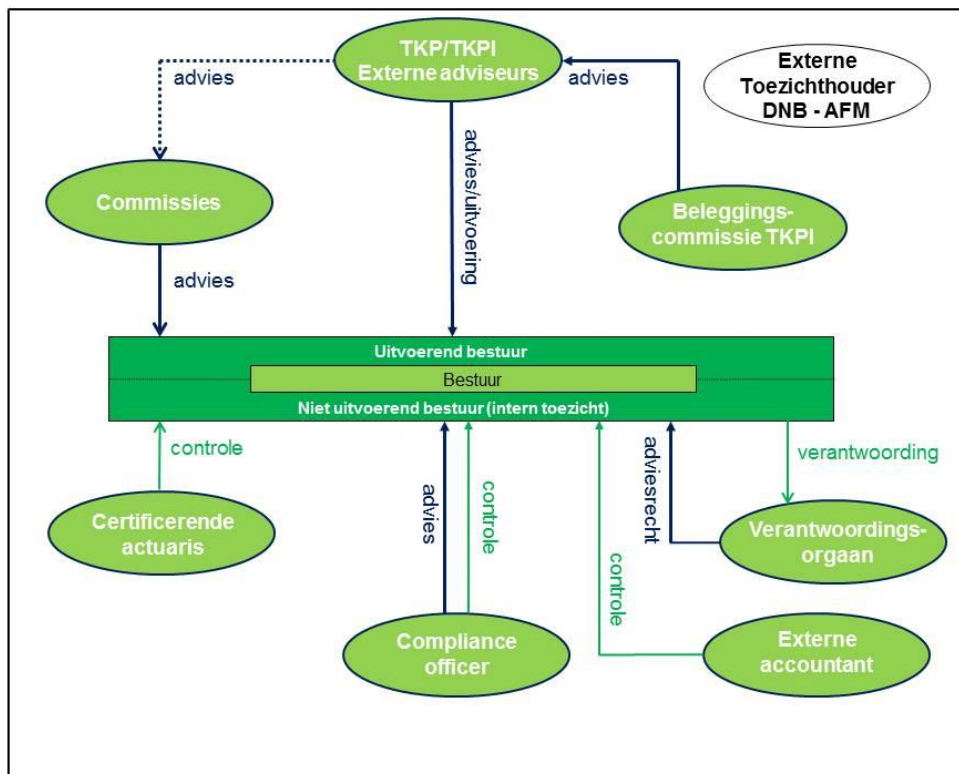 TKP/TKPI
Externe adviseurs
Externe
Toezichthouder
DNB - AFM
advies
advies
advies/uitvoering
Commissies
Beleggings-
commissie TKPI
advies
Uitvoerend bestuur
Bestuur
Niet uitvoerend bestuur (intern toezicht)
controle
advies
controle
controle
adviesrecht
verantwoording
Certificerende
actuaris
Verantwoordings-
orgaan
Compliance
officer
Externe
accountant